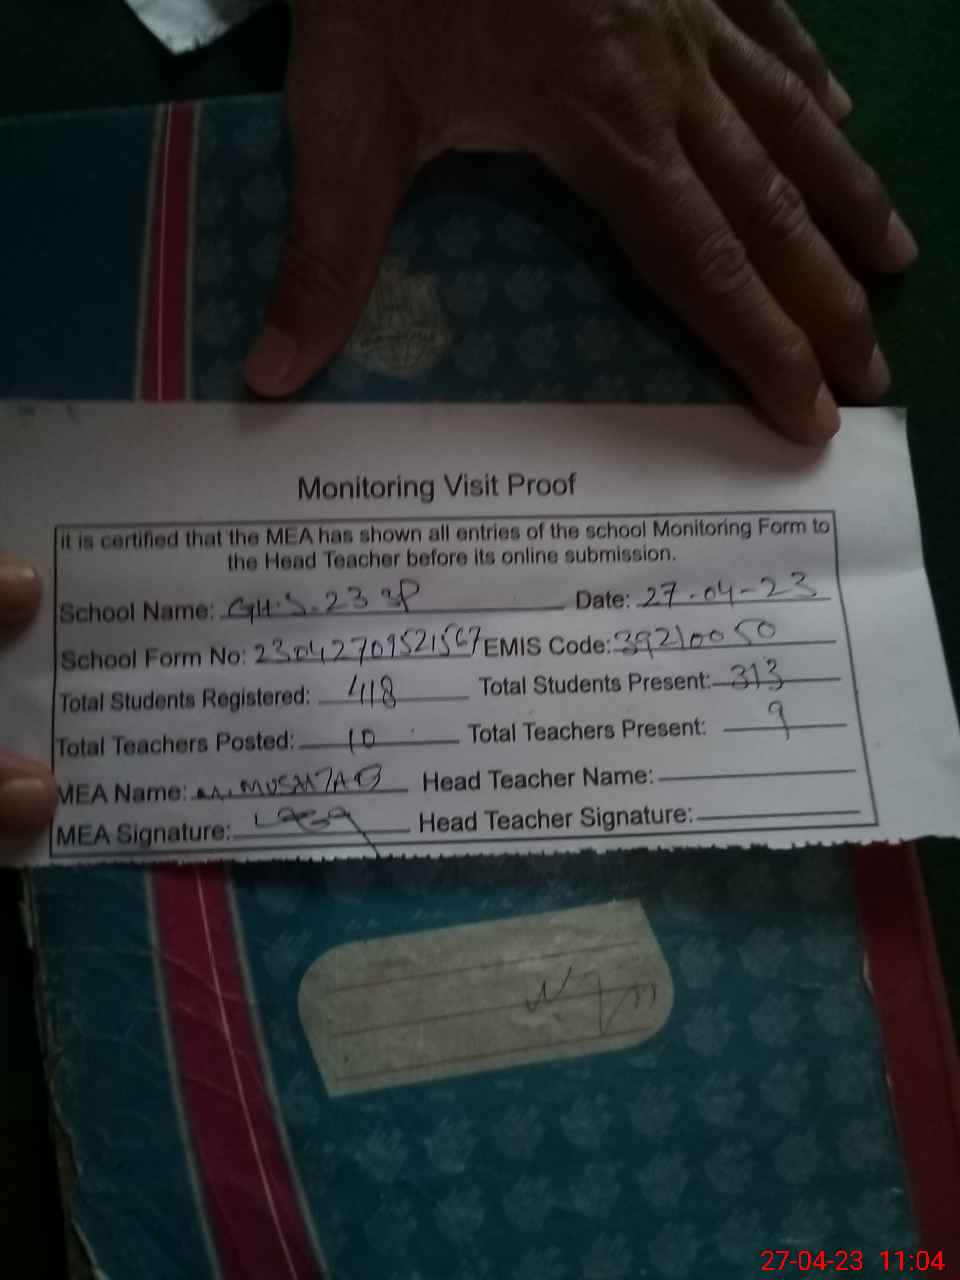 Monitoring Visit Proof
it is certified that the MEA has shown all entries of the school Monitoring Form to
the Head Teacher before its online submission.
School Name: GH.S. 23 SP Date: 27-04-23
School Form No: 23042709521567 EMIS Code: 39210050
Total Students Registered: 418 Total Students Present: 313
Total Teachers Posted: 10 Total Teachers Present: 9
MEA Name: M. MUSHTAQ Head Teacher Name:
MEA Signature: Head Teacher Signature:
27-04-23 11:04